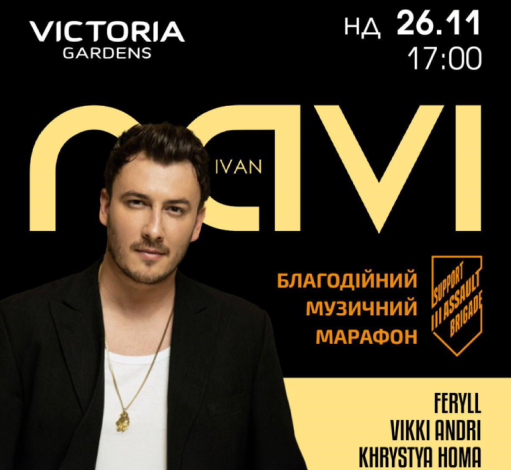 VICTORIA
GARDENS
НД 26.11
17:00
navi
IVAN
БЛАГОДІЙНИЙ
МУЗИЧНИЙ
МАРАФОН
SUPPORT
III ASSAULT
BRIGADE
FERYLL
VIKKI ANDRI
KHRYSTYA HOMA